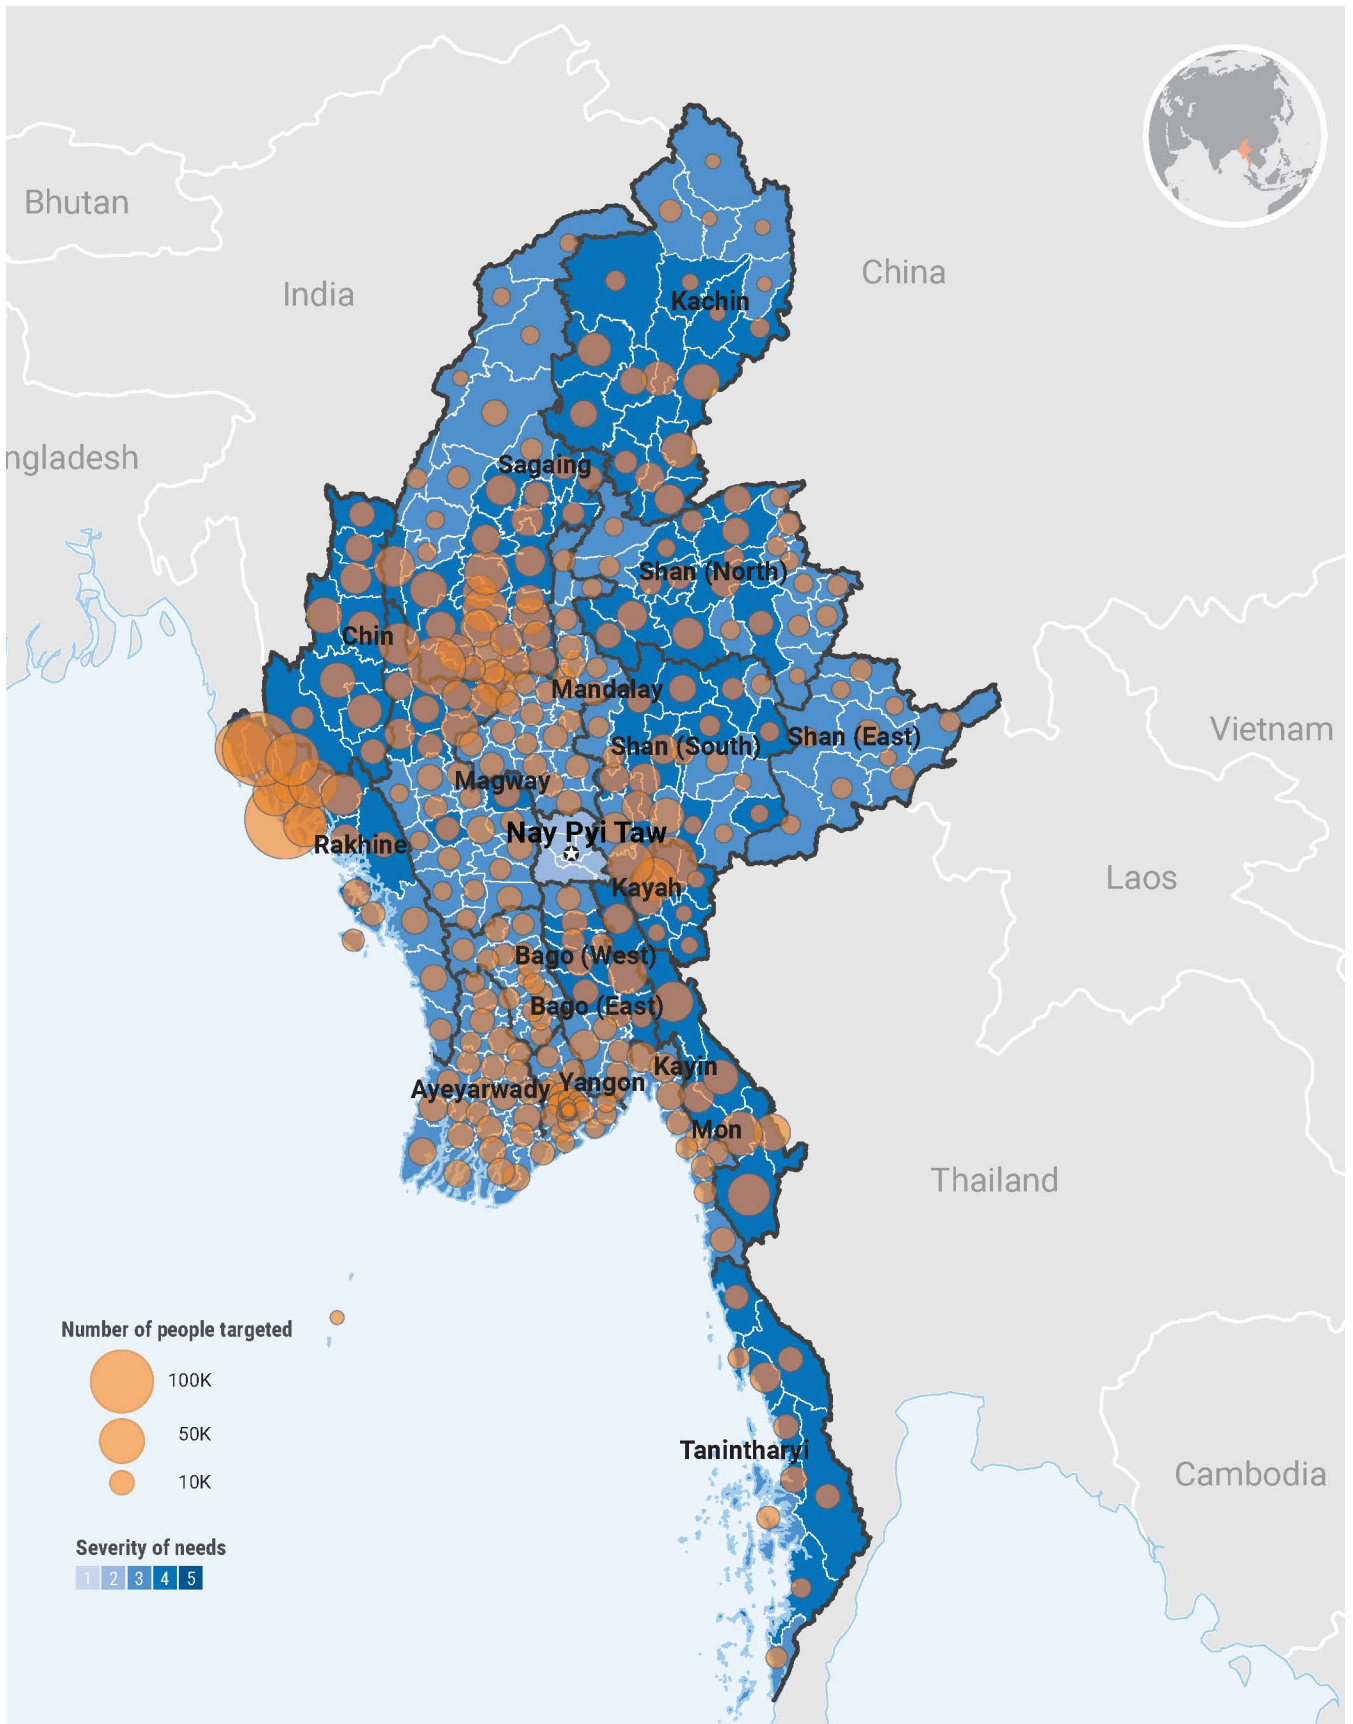 Bhutan
India
China
Kachin
ngladesh
Sagaing
Shan (North)
Chin
Mandalay
Shan (South)
Shan (East)
Vietnam
Magway
Nay Pyi Taw
Rakhine
Kayah
Laos
Bago (West)
Bago (East)
Kayin
Ayeyarwady
Yangon
Mon
Thailand
Number of people targeted
100K
50K
10K
Tanintharyi
Cambodia
Severity of needs
1 2 3 4 5